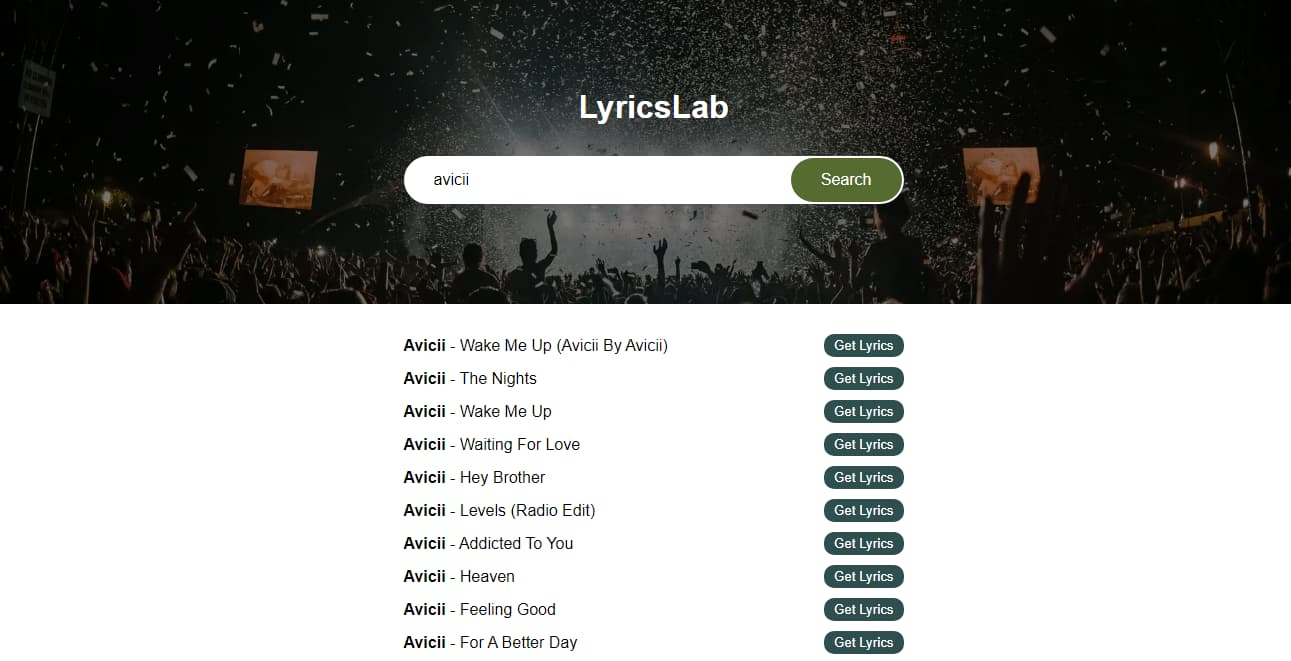 LyricsLab
avicii Search
Avicii - Wake Me Up (Avicii By Avicii) Get Lyrics
Avicii - The Nights Get Lyrics
Avicii - Wake Me Up Get Lyrics
Avicii - Waiting For Love Get Lyrics
Avicii - Hey Brother Get Lyrics
Avicii - Levels (Radio Edit) Get Lyrics
Avicii - Addicted To You Get Lyrics
Avicii - Heaven Get Lyrics
Avicii - Feeling Good Get Lyrics
Avicii - For A Better Day Get Lyrics